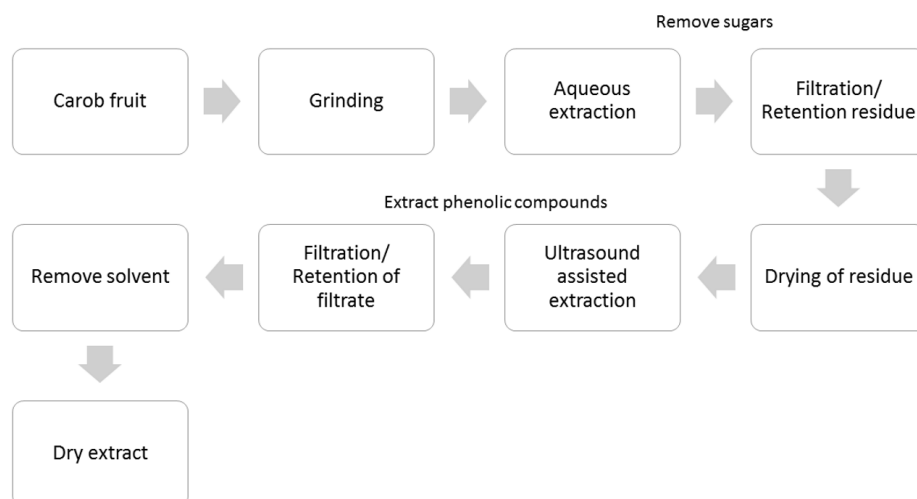 Remove sugars
Carob fruit
Grinding
Aqueous
extraction
Filtration/
Retention residue
Extract phenolic compounds
Remove solvent
Filtration/
Retention of
filtrate
Ultrasound
assisted
extraction
Drying of residue
Dry extract